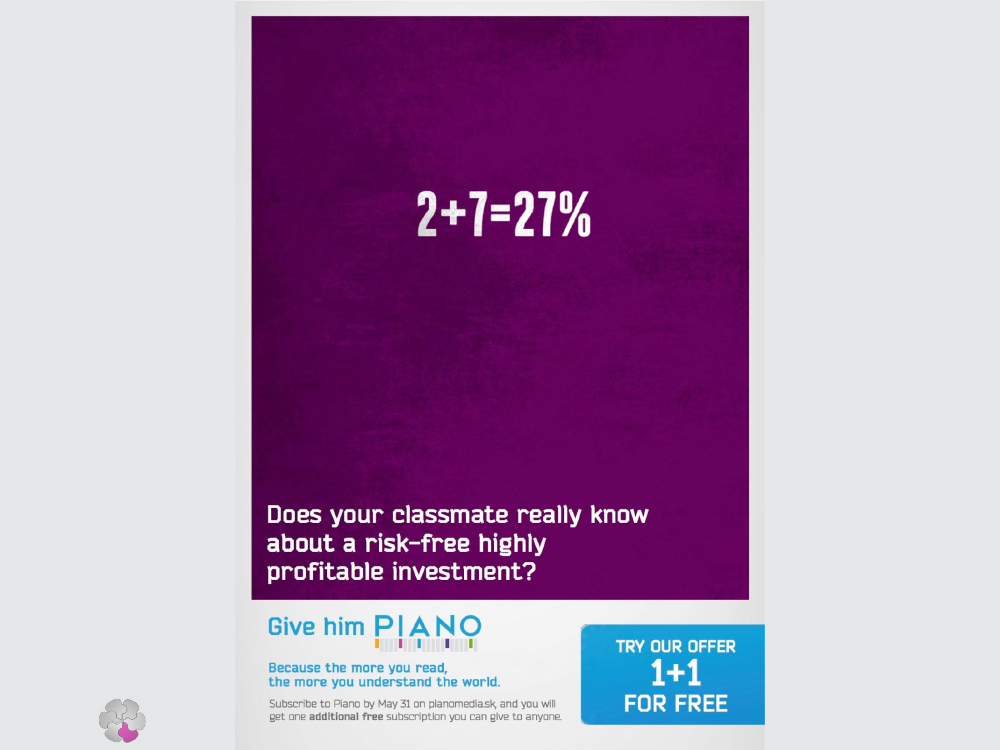 2+7=27%
Does your classmate really know
about a risk-free highly
profitable investment?
Give him PIANO
Because the more you read,
the more you understand the world.
Subscribe to Piano by May 31 on pianomedia.sk, and you will
get one additional free subscription you can give to anyone.
TRY OUR OFFER
1+1
FOR FREE